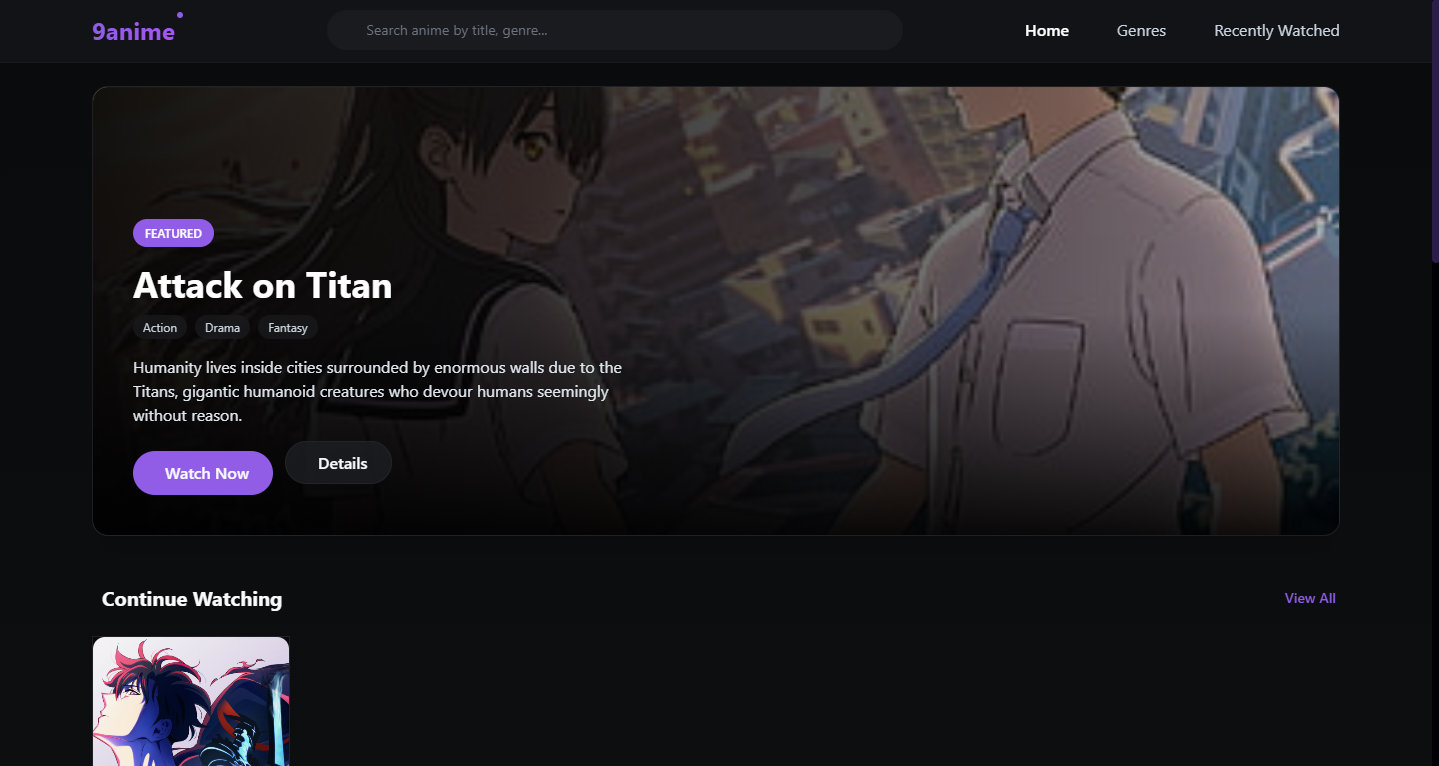 9anime
Search anime by title, genre...
Home
Genres
Recently Watched
FEATURED
Attack on Titan
Action
Drama
Fantasy
Humanity lives inside cities surrounded by enormous walls due to the
Titans, gigantic humanoid creatures who devour humans seemingly
without reason.
Watch Now
Details
Continue Watching
View All